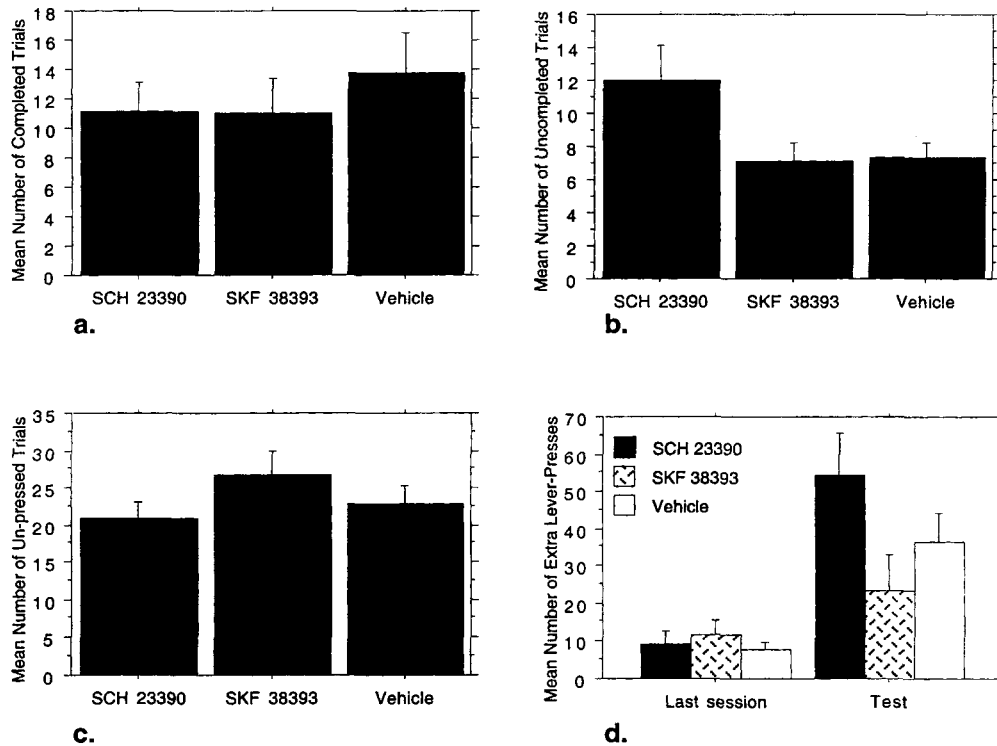 Mean Number of Completed Trials
18
16
14
12
10
8
6
4
2
0
SCH 23390 SKF 38393 Vehicle
a.
Mean Number of Uncompleted Trials
16
14
12
10
8
6
4
2
0
SCH 23390 SKF 38393 Vehicle
b.
Mean Number of Un-pressed Trials
35
30
25
20
15
10
5
0
SCH 23390 SKF 38393 Vehicle
c.
Mean Number of Extra Lever-Presses
70
60
50
40
30
20
10
0
SCH 23390
SKF 38393
Vehicle
Last session Test
d.